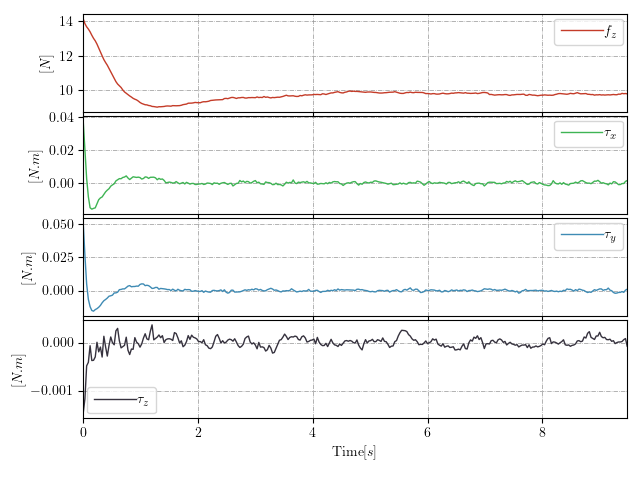 14
12
10
[N]
f_z
0.04
0.02
0.00
[N.m]
τ_x
0.050
0.025
0.000
[N.m]
τ_y
0.000
−0.001
[N.m]
τ_z
0 2 4 6 8
Time[s]